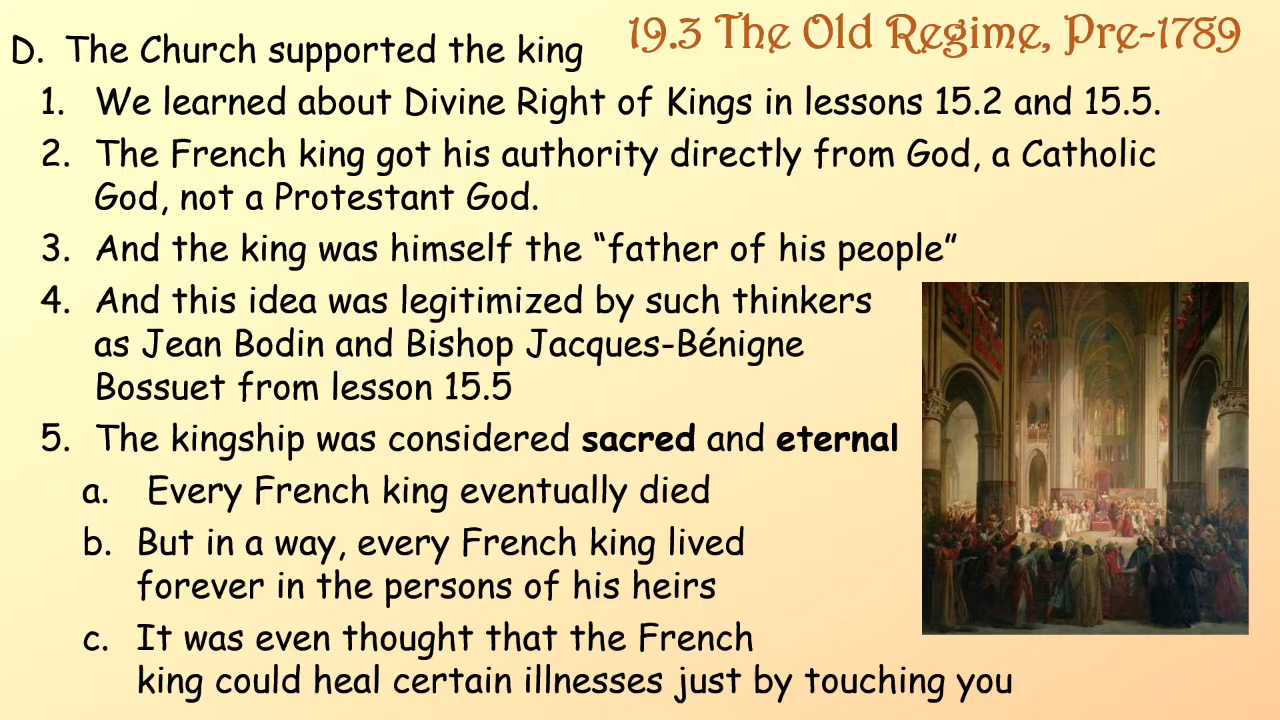 19.3 The Old Regime, Pre-1789
D. The Church supported the king
1. We learned about Divine Right of Kings in lessons 15.2 and 15.5.
2. The French king got his authority directly from God, a Catholic
God, not a Protestant God.
3. And the king was himself the “father of his people”
4. And this idea was legitimized by such thinkers
as Jean Bodin and Bishop Jacques-Bénigne
Bossuet from lesson 15.5
5. The kingship was considered sacred and eternal
a. Every French king eventually died
b. But in a way, every French king lived
forever in the persons of his heirs
c. It was even thought that the French
king could heal certain illnesses just by touching you